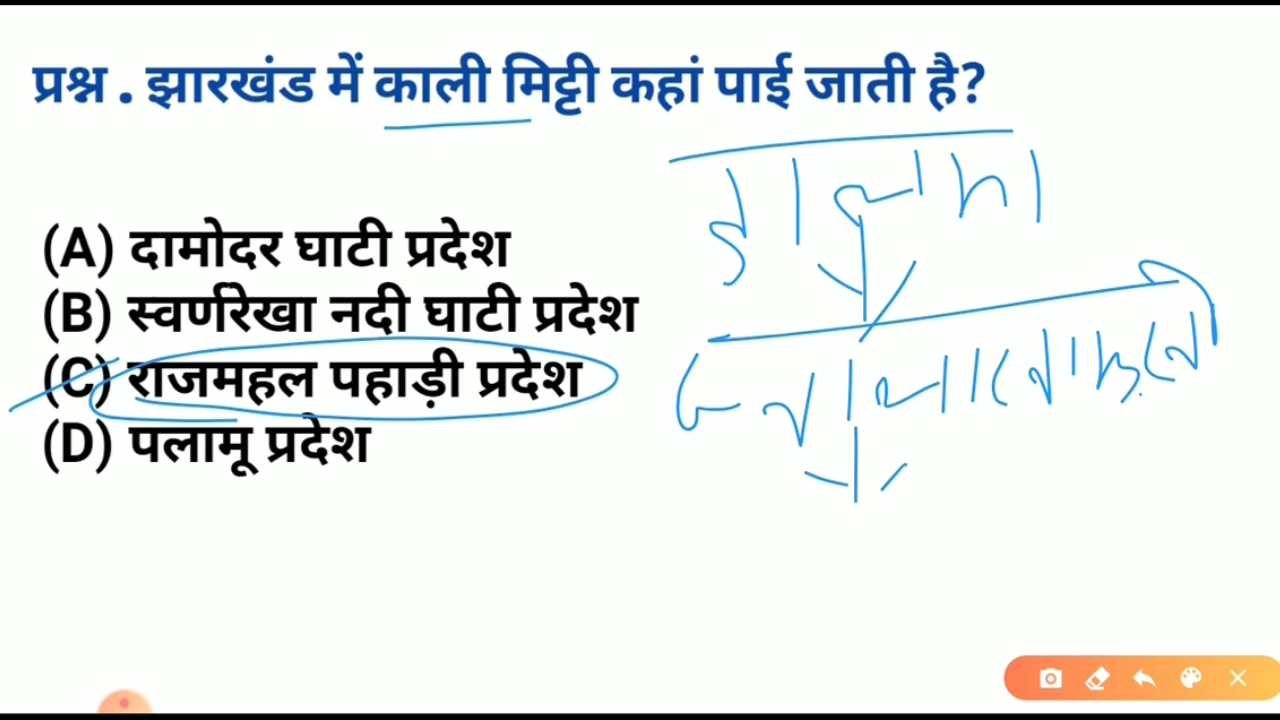 प्रश्न . झारखंड में काली मिट्टी कहां पाई जाती है?
(A) दामोदर घाटी प्रदेश
(B) स्वर्णरेखा नदी घाटी प्रदेश
(C) राजमहल पहाड़ी प्रदेश
(D) पलामू प्रदेश